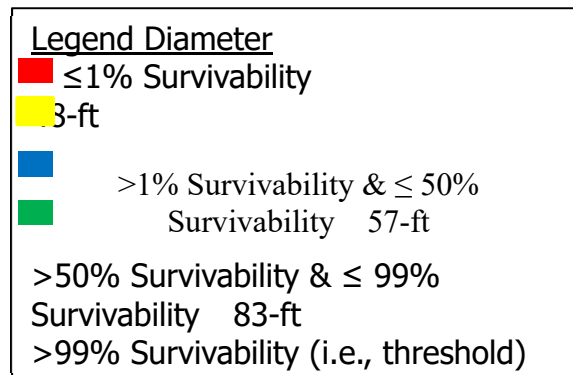 Legend Diameter
≤1% Survivability
8-ft
>1% Survivability & ≤ 50%
Survivability 57-ft
>50% Survivability & ≤ 99%
Survivability 83-ft
>99% Survivability (i.e., threshold)